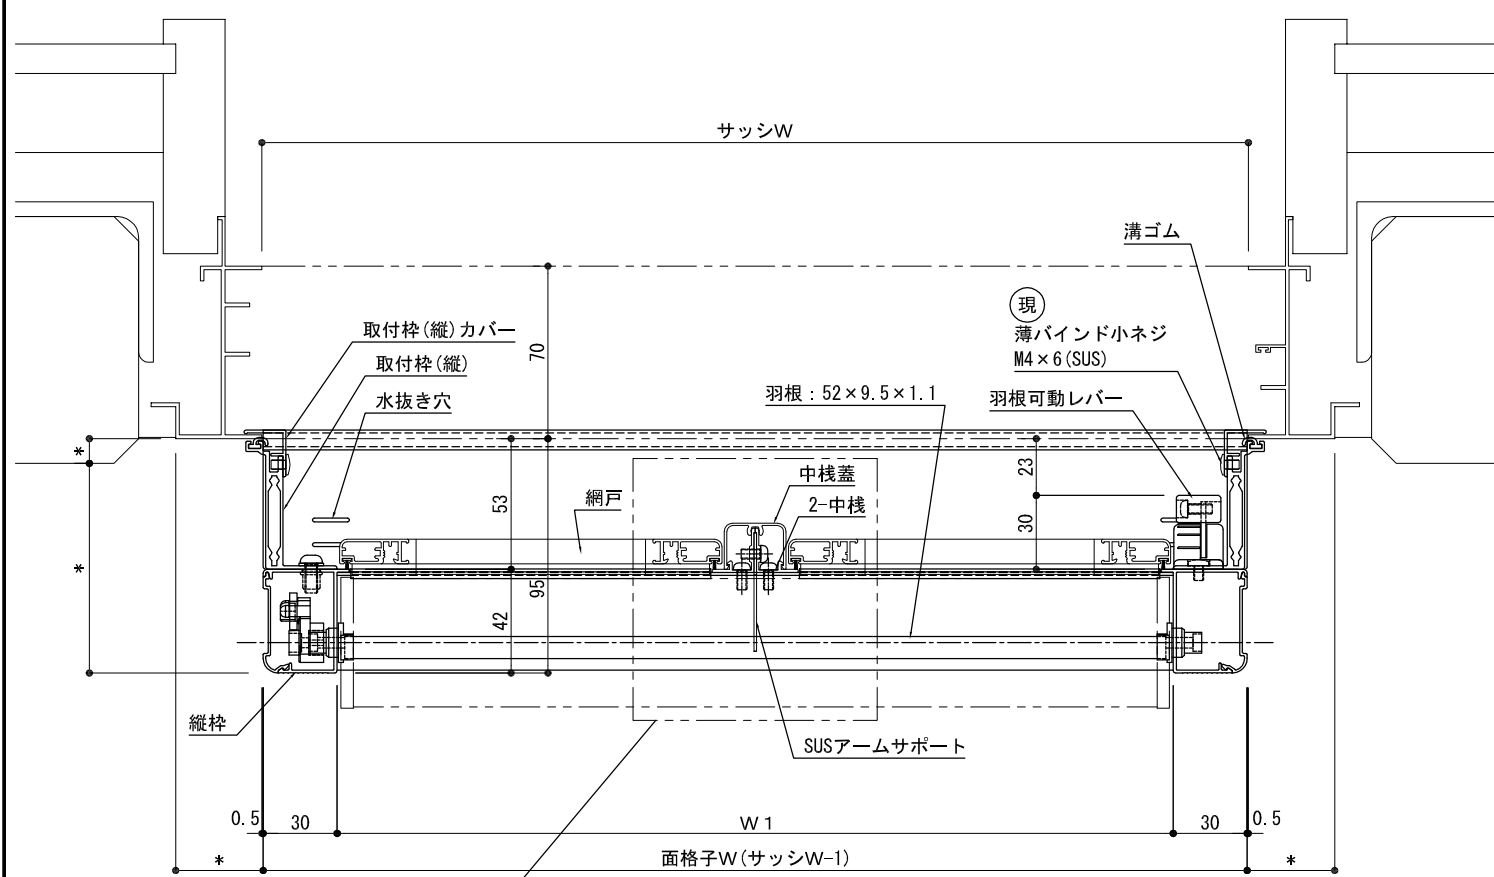 サッシW
溝ゴム
現
薄バインド小ネジ
M4×6(SUS)
取付枠(縦)カバー
70
取付枠(縦)
羽根：52×9.5×1.1
羽根可動レバー
水抜き穴
*
23
中桟蓋
網戸
2-中桟
53
30
*
95
42
縦枠
SUSアームサポート
0.5
30
W1
30
0.5
*
面格子W(サッシW-1)
*